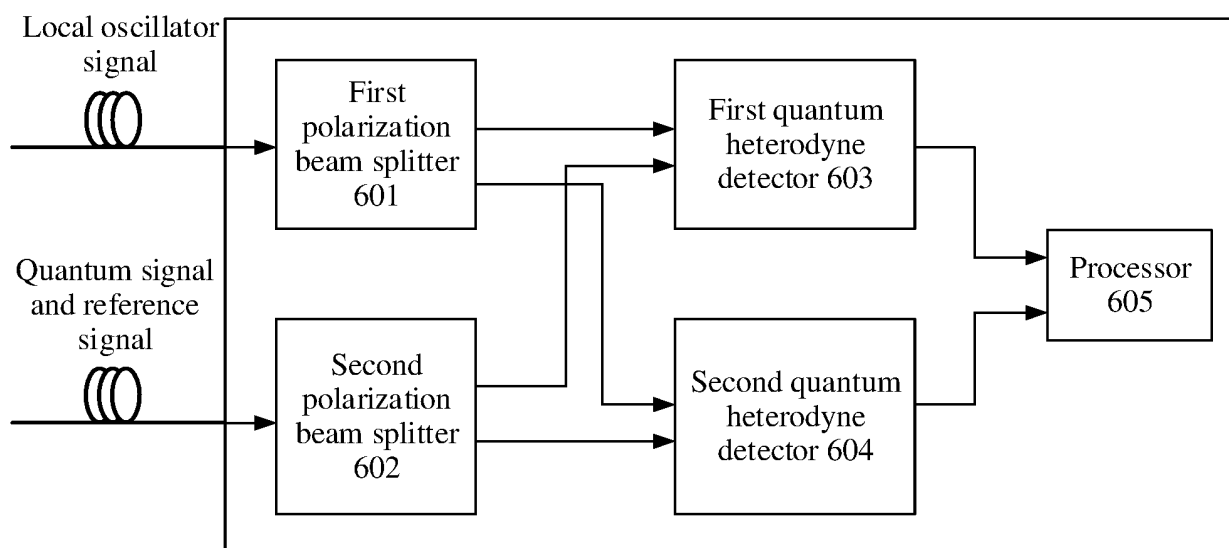 Local oscillator
signal
First
polarization
beam splitter
601
First quantum
heterodyne
detector 603
Quantum signal
and reference
signal
Processor
605
Second
polarization
beam splitter
602
Second quantum
heterodyne
detector 604